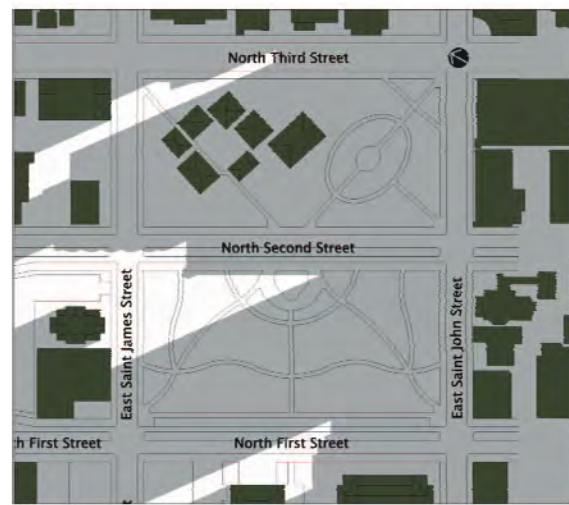 North Third Street
North Second Street
East Saint James Street
East Saint John Street
th First Street
North First Street